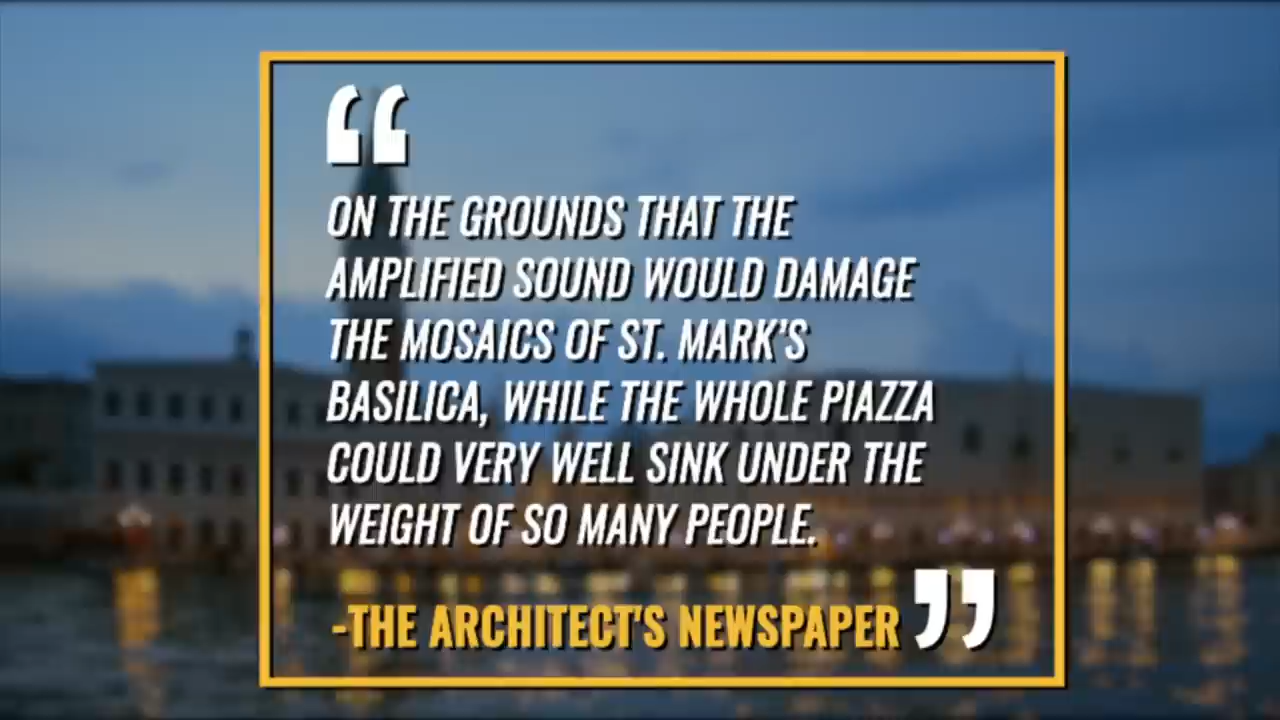 “
ON THE GROUNDS THAT THE
AMPLIFIED SOUND WOULD DAMAGE
THE MOSAICS OF ST. MARK’S
BASILICA, WHILE THE WHOLE PIAZZA
COULD VERY WELL SINK UNDER THE
WEIGHT OF SO MANY PEOPLE.
-THE ARCHITECT'S NEWSPAPER ”